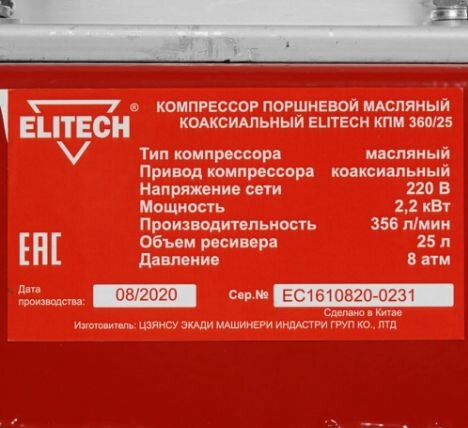 ELITECH ®
КОМПРЕССОР ПОРШНЕВОЙ МАСЛЯНЫЙ
КОАКСИАЛЬНЫЙ ELITECH КПМ 360/25
Тип компрессора масляный
Привод компрессора коаксиальный
Напряжение сети 220 В
Мощность 2,2 кВт
Производительность 356 л/мин
Объем ресивера 25 л
Давление 8 атм
EAC
Дата производства: 08/2020 Сер.№ EC1610820-0231
Сделано в Китае
Изготовитель: ЦЗЯНСУ ЭКАДИ МАШИНЕРИ ИНДАСТРИ ГРУП КО., ЛТД